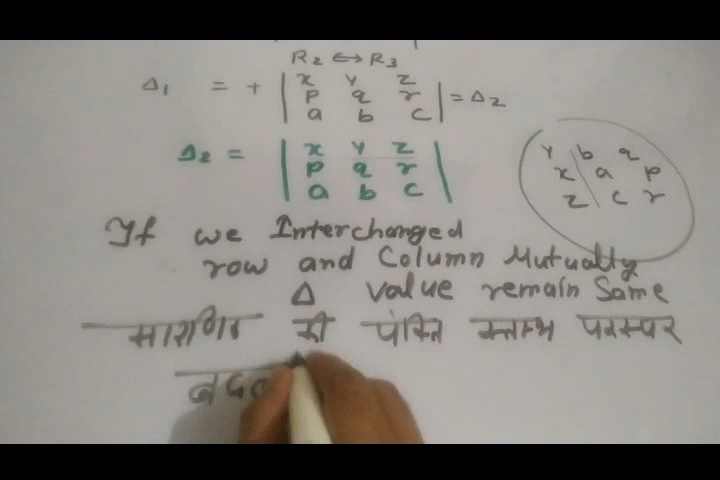 R2 ↔ R3
Δ1 = + | x y z |
| p q r | = Δ2
| a b c |
Δ2 = | x y z |
| p q r |
| a b c |
y b q
x a p
z c r
If we Interchanged
row and Column Mutually
Δ value remain Same
सारणिक की पंक्ति स्तम्भ परस्पर